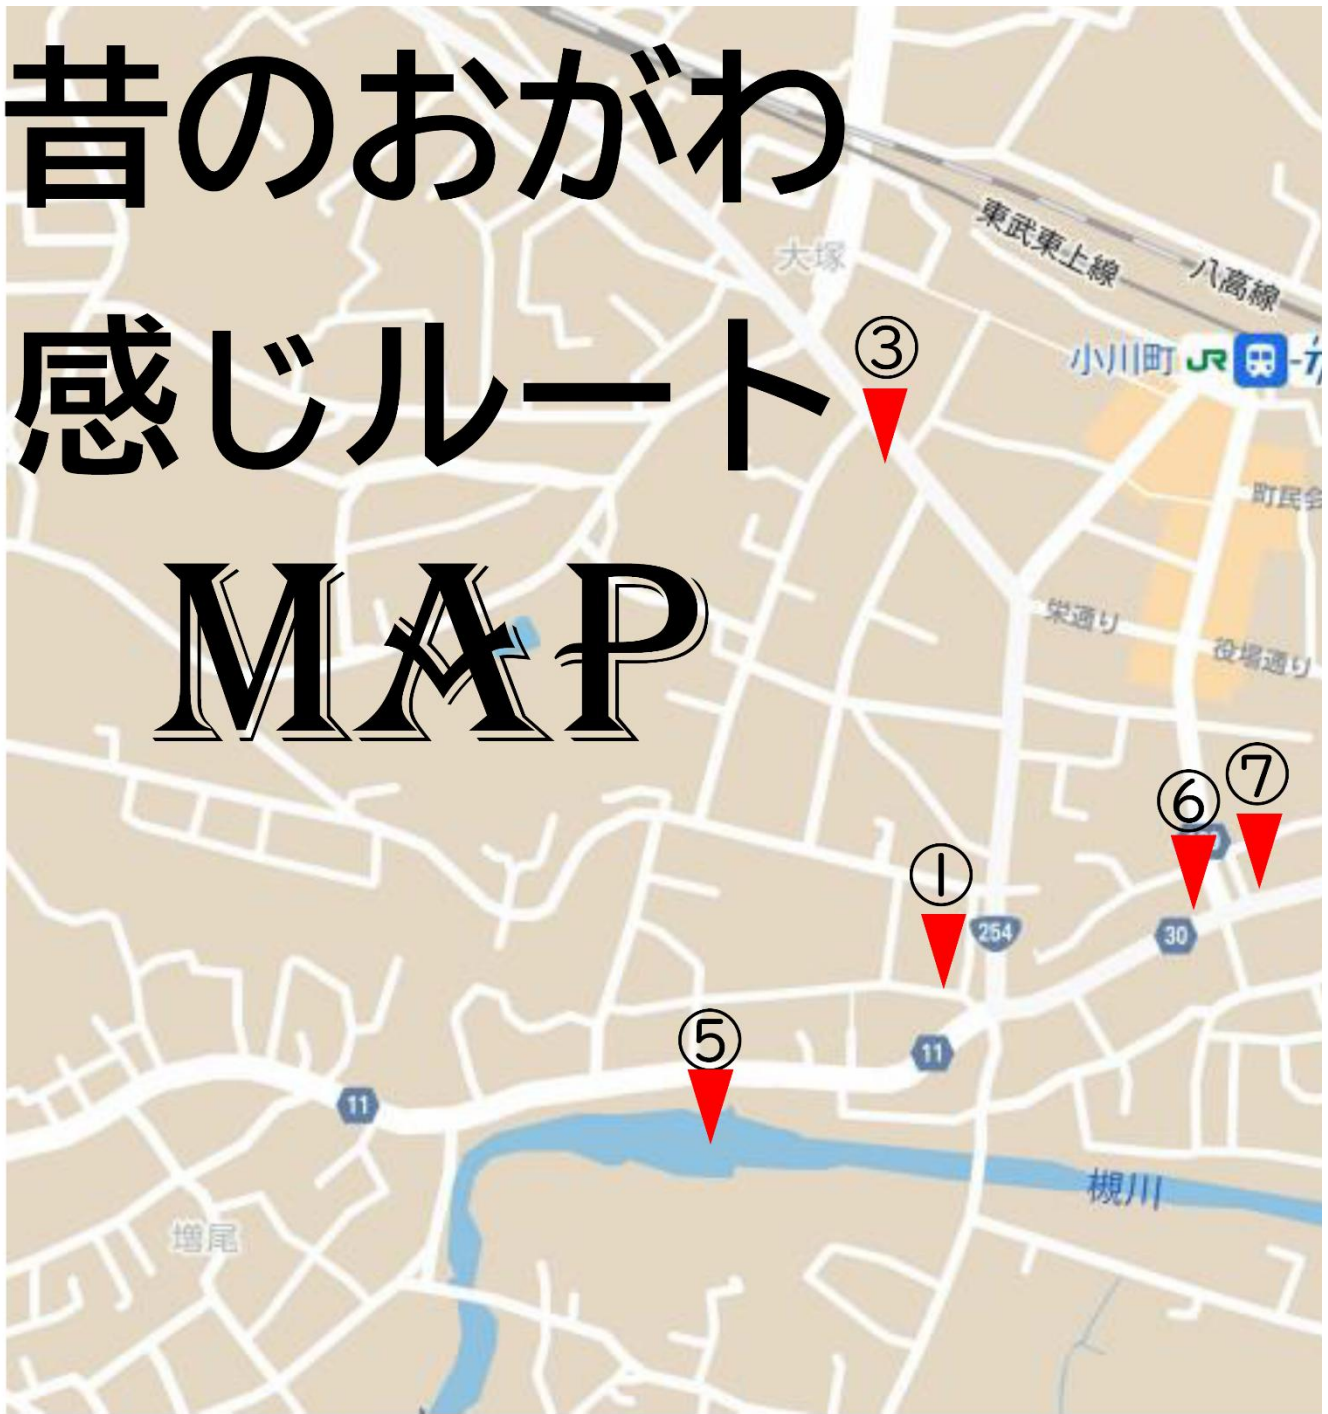 昔のおがわ
東武東上線
八高線
大塚
感じルート
③
小川町 JR
町民会
MAP
栄通り
役場通り
⑦
⑥
①
254
30
⑤
11
11
槻川
増尾